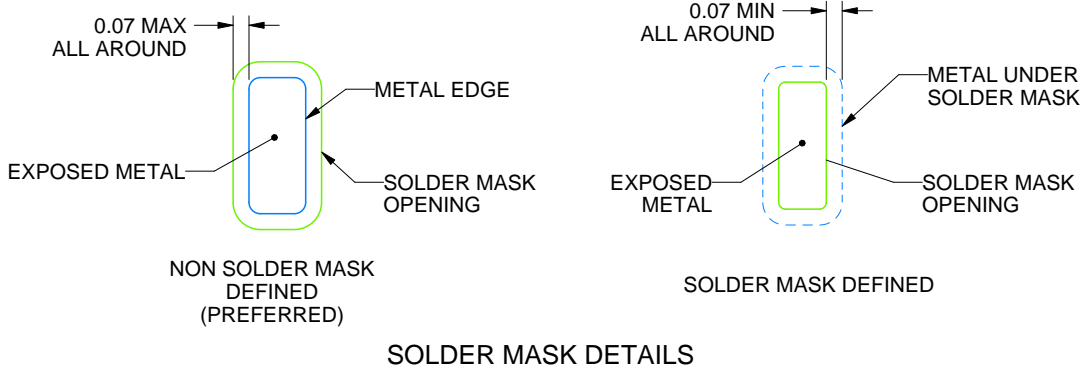 0.07 MAX
ALL AROUND
METAL EDGE
EXPOSED METAL
SOLDER MASK
OPENING
NON SOLDER MASK
DEFINED
(PREFERRED)
0.07 MIN
ALL AROUND
METAL UNDER
SOLDER MASK
EXPOSED
METAL
SOLDER MASK
OPENING
SOLDER MASK DEFINED
SOLDER MASK DETAILS